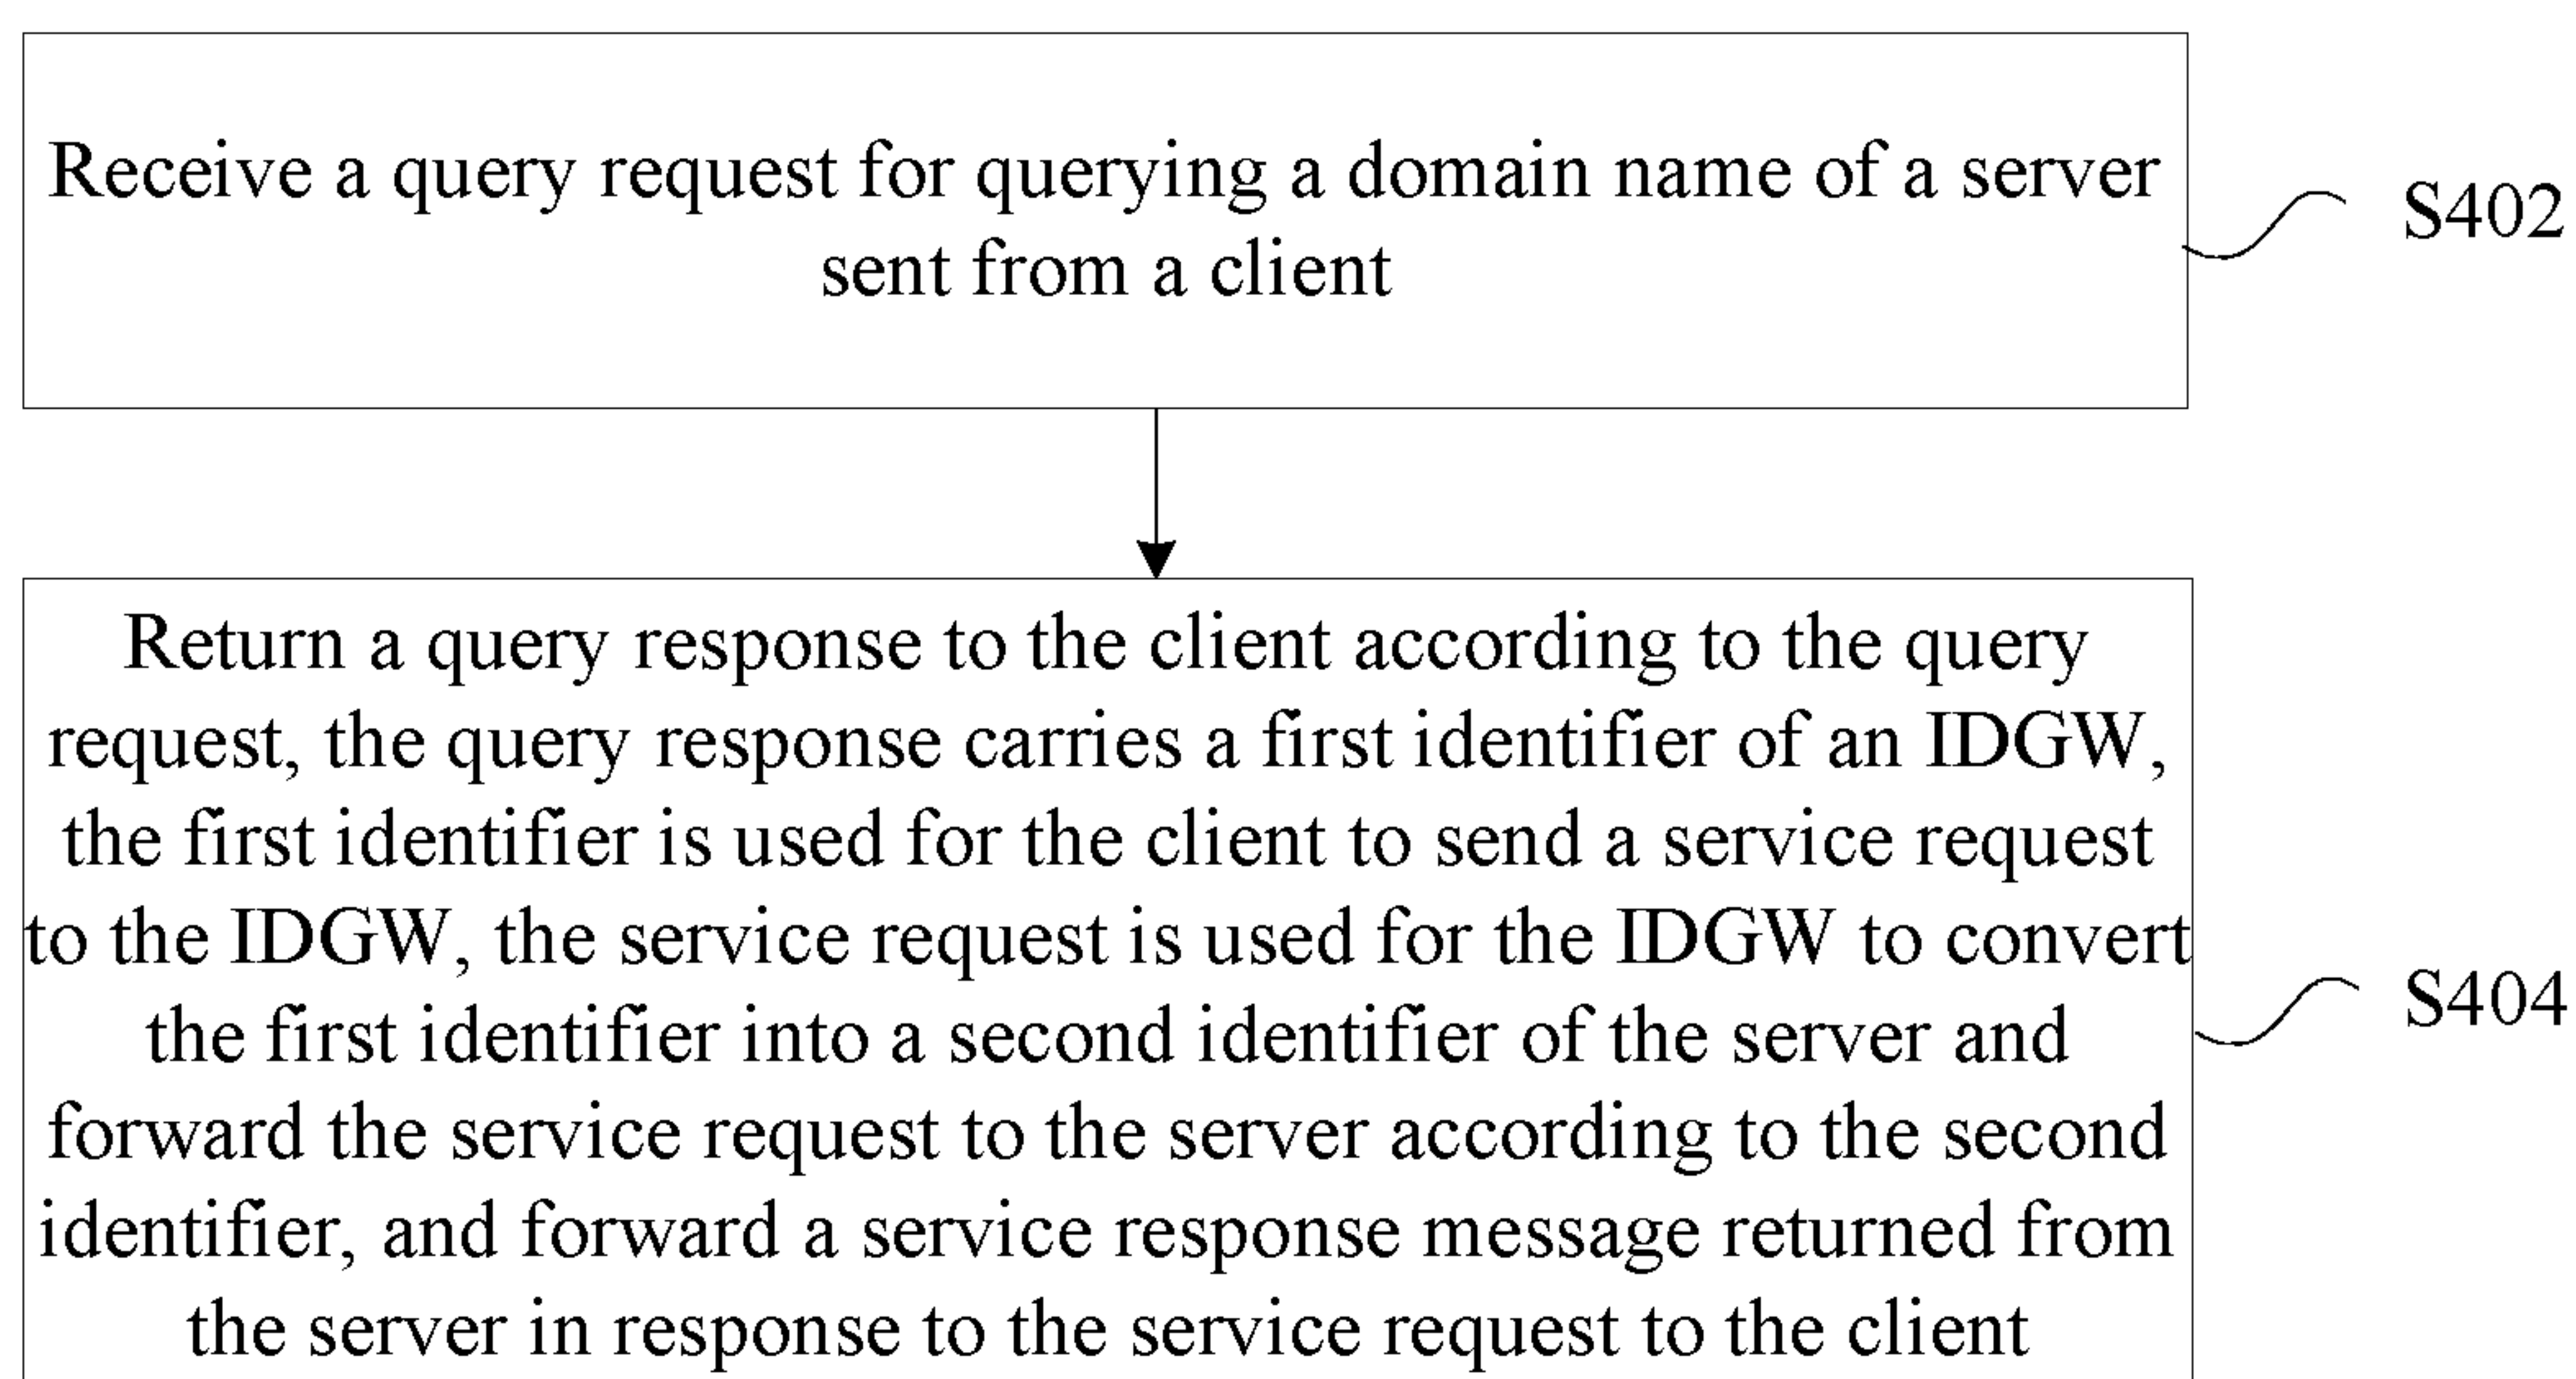 Receive a query request for querying a domain name of a server
sent from a client
S402
Return a query response to the client according to the query
request, the query response carries a first identifier of an IDGW,
the first identifier is used for the client to send a service request
to the IDGW, the service request is used for the IDGW to convert
the first identifier into a second identifier of the server and
forward the service request to the server according to the second
identifier, and forward a service response message returned from
the server in response to the service request to the client
S404